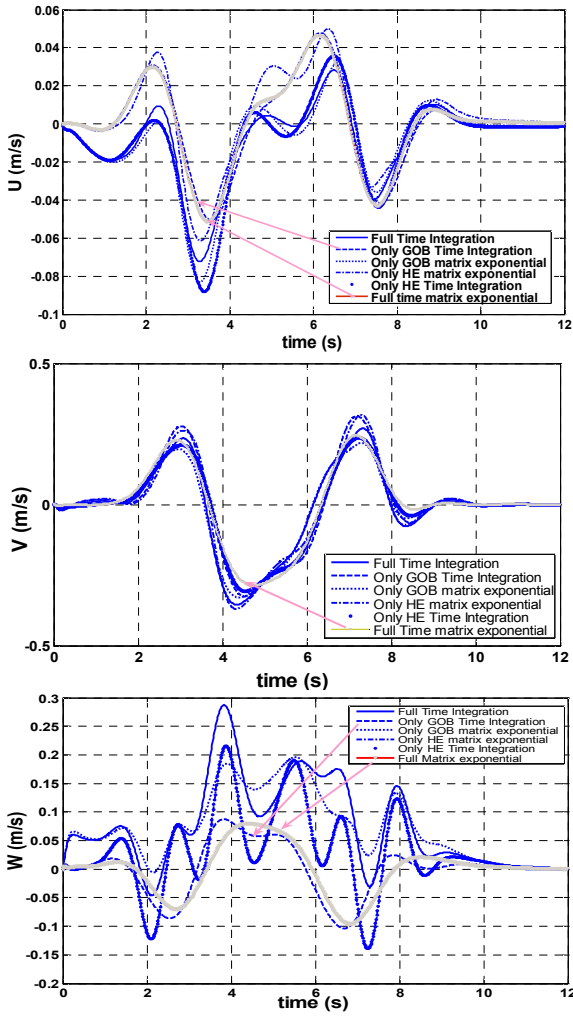 0.06
0.04
0.02
0
-0.02
-0.04
-0.06
-0.08
-0.1
U (m/s)
Full Time Integration
Only GOB Time Integration
Only GOB matrix exponential
Only HE matrix exponential
Only HE Time Integration
Full time matrix exponential
0 2 4 6 8 10 12
time (s)
0.5
0
-0.5
V (m/s)
Full Time Integration
Only GOB Time Integration
Only GOB matrix exponential
Only HE matrix exponential
Only HE Time Integration
Full Time matrix exponential
0 2 4 6 8 10 12
time (s)
0.3
0.25
0.2
0.15
0.1
0.05
0
-0.05
-0.1
-0.15
-0.2
W (m/s)
Full Time Integration
Only GOB Time Integration
Only GOB matrix exponential
Only HE matrix exponential
Only HE Time Integration
Full Matrix exponential
0 2 4 6 8 10 12
time (s)